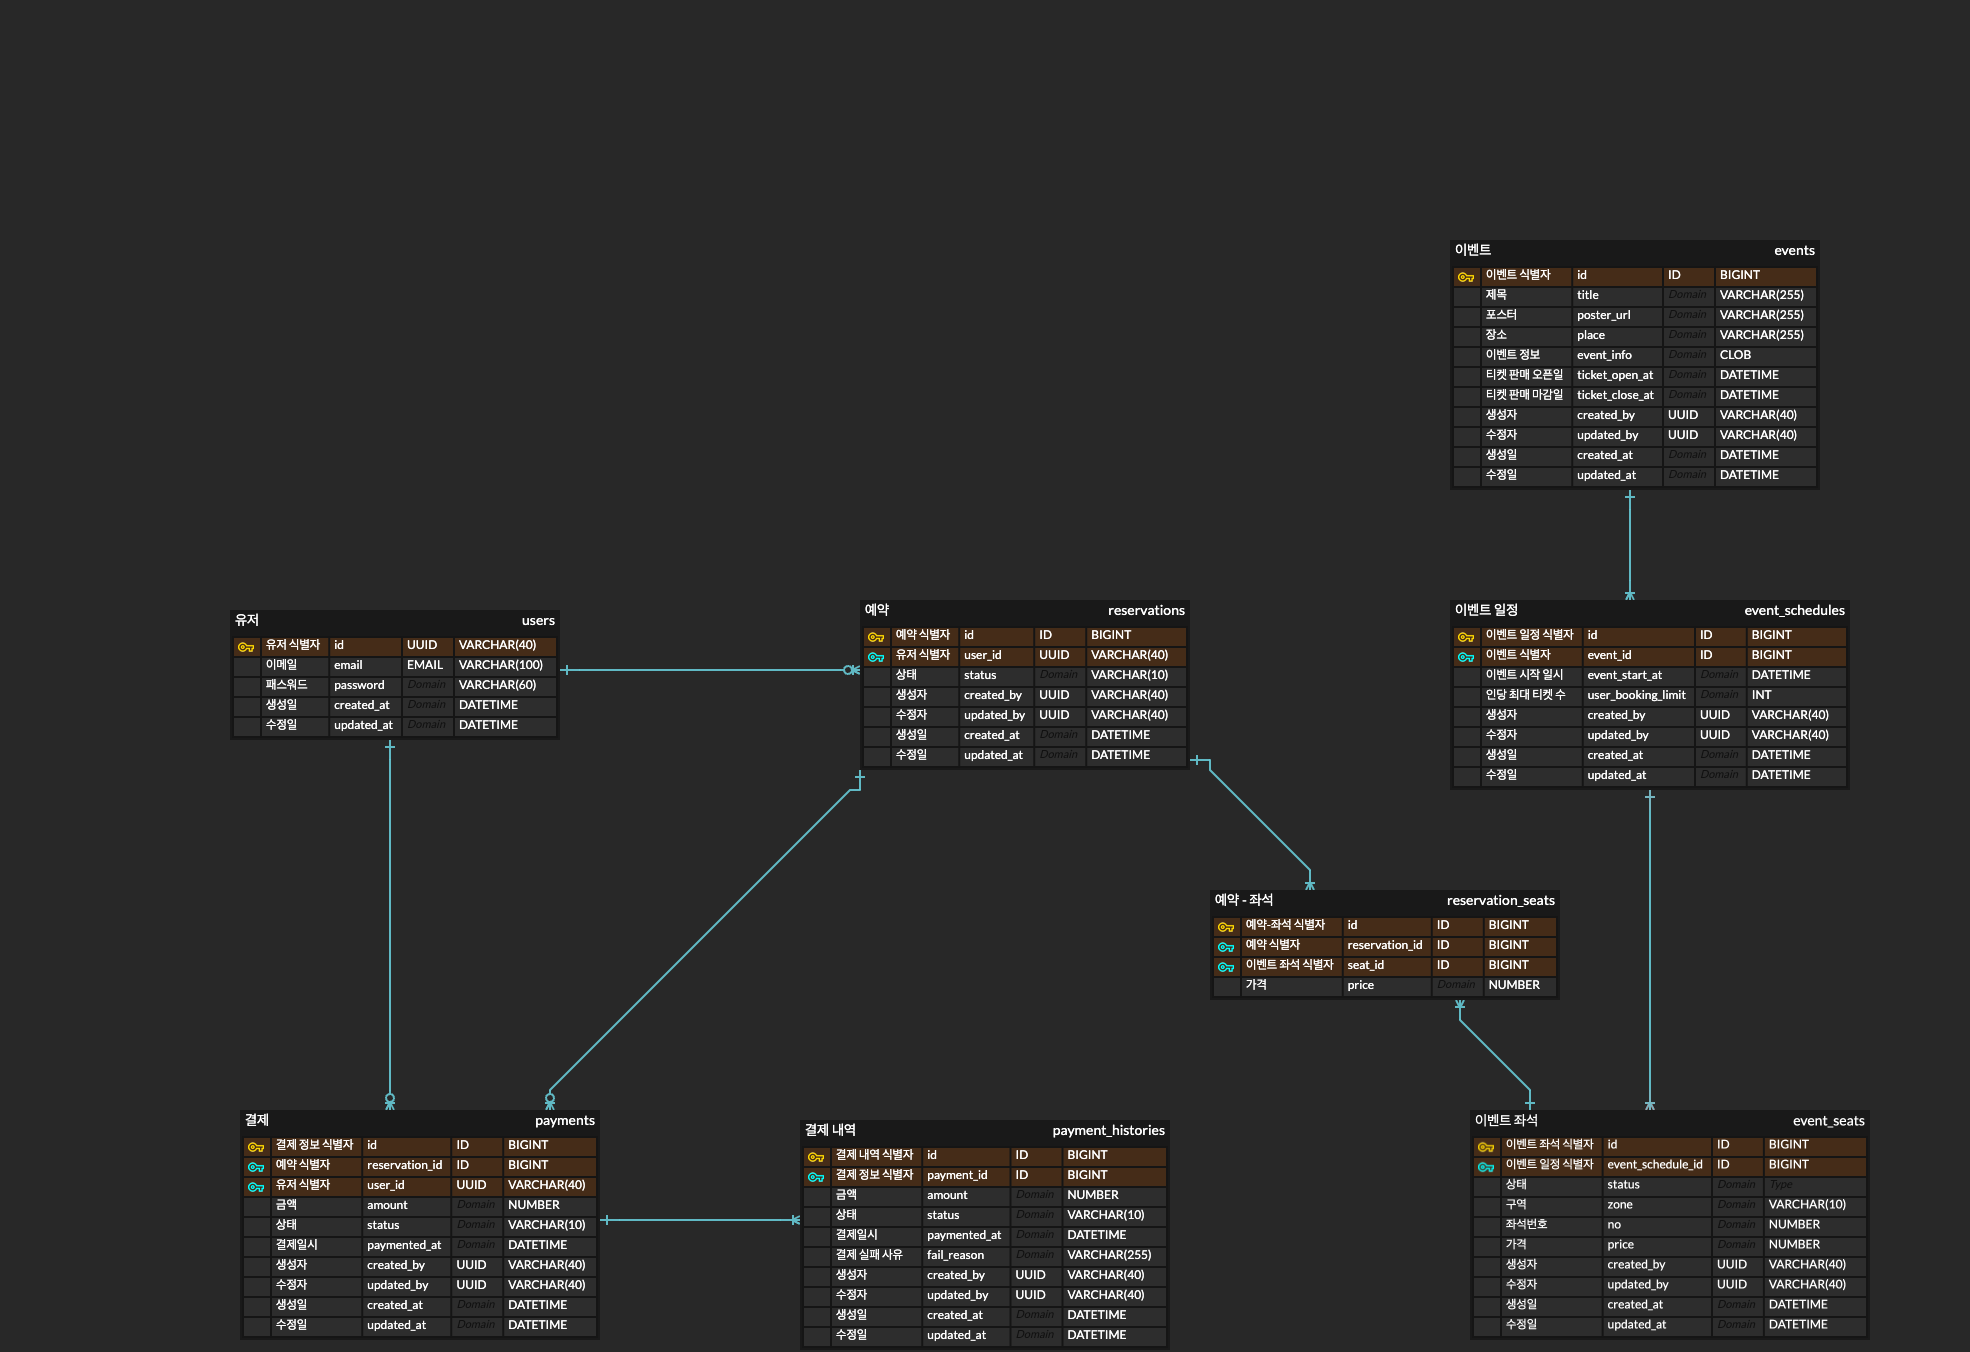 이벤트 events
이벤트 식별자 id ID BIGINT
제목 title Domain VARCHAR(255)
포스터 poster_url Domain VARCHAR(255)
장소 place Domain VARCHAR(255)
이벤트 정보 event_info Domain CLOB
티켓 판매 오픈일 ticket_open_at Domain DATETIME
티켓 판매 마감일 ticket_close_at Domain DATETIME
생성자 created_by UUID VARCHAR(40)
수정자 updated_by UUID VARCHAR(40)
생성일 created_at Domain DATETIME
수정일 updated_at Domain DATETIME
유저 users
유저 식별자 id UUID VARCHAR(40)
이메일 email EMAIL VARCHAR(100)
패스워드 password Domain VARCHAR(60)
생성일 created_at Domain DATETIME
수정일 updated_at Domain DATETIME
예약 reservations
예약 식별자 id ID BIGINT
유저 식별자 user_id UUID VARCHAR(40)
상태 status Domain VARCHAR(10)
생성자 created_by UUID VARCHAR(40)
수정자 updated_by UUID VARCHAR(40)
생성일 created_at Domain DATETIME
수정일 updated_at Domain DATETIME
이벤트 일정 event_schedules
이벤트 일정 식별자 id ID BIGINT
이벤트 식별자 event_id ID BIGINT
이벤트 시작 일시 event_start_at Domain DATETIME
인당 최대 티켓 수 user_booking_limit Domain INT
생성자 created_by UUID VARCHAR(40)
수정자 updated_by UUID VARCHAR(40)
생성일 created_at Domain DATETIME
수정일 updated_at Domain DATETIME
예약 - 좌석 reservation_seats
예약-좌석 식별자 id ID BIGINT
예약 식별자 reservation_id ID BIGINT
이벤트 좌석 식별자 seat_id ID BIGINT
가격 price Domain NUMBER
결제 payments
결제 정보 식별자 id ID BIGINT
예약 식별자 reservation_id ID BIGINT
유저 식별자 user_id UUID VARCHAR(40)
금액 amount Domain NUMBER
상태 status Domain VARCHAR(10)
결제일시 paymented_at Domain DATETIME
생성자 created_by UUID VARCHAR(40)
수정자 updated_by UUID VARCHAR(40)
생성일 created_at Domain DATETIME
수정일 updated_at Domain DATETIME
결제 내역 payment_histories
결제 내역 식별자 id ID BIGINT
결제 정보 식별자 payment_id ID BIGINT
금액 amount Domain NUMBER
상태 status Domain VARCHAR(10)
결제일시 paymented_at Domain DATETIME
결제 실패 사유 fail_reason Domain VARCHAR(255)
생성자 created_by UUID VARCHAR(40)
수정자 updated_by UUID VARCHAR(40)
생성일 created_at Domain DATETIME
수정일 updated_at Domain DATETIME
이벤트 좌석 event_seats
이벤트 좌석 식별자 id ID BIGINT
이벤트 일정 식별자 event_schedule_id ID BIGINT
상태 status Domain Type
구역 zone Domain VARCHAR(10)
좌석번호 no Domain NUMBER
가격 price Domain NUMBER
생성자 created_by UUID VARCHAR(40)
수정자 updated_by UUID VARCHAR(40)
생성일 created_at Domain DATETIME
수정일 updated_at Domain DATETIME